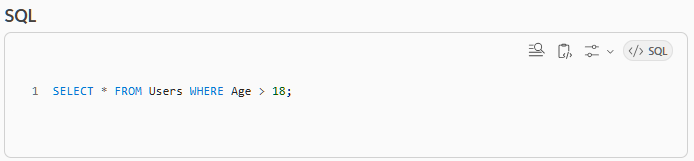 SQL
</> SQL
1 SELECT * FROM Users WHERE Age > 18;